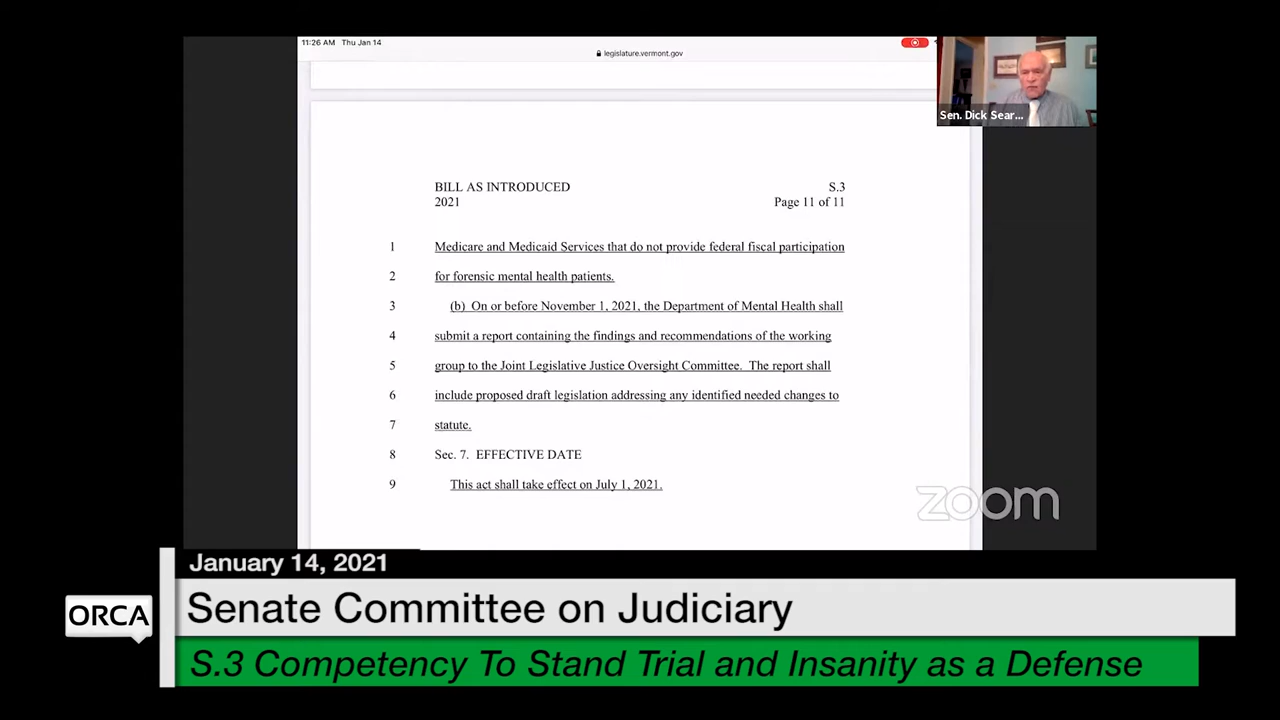 11:26 AM Thu Jan 14
legislature.vermont.gov
Sen. Dick Sear...
BILL AS INTRODUCED S.3
2021 Page 11 of 11
1 Medicare and Medicaid Services that do not provide federal fiscal participation
2 for forensic mental health patients.
3 (b) On or before November 1, 2021, the Department of Mental Health shall
4 submit a report containing the findings and recommendations of the working
5 group to the Joint Legislative Justice Oversight Committee. The report shall
6 include proposed draft legislation addressing any identified needed changes to
7 statute.
8 Sec. 7. EFFECTIVE DATE
9 This act shall take effect on July 1, 2021.
zoom
January 14, 2021
ORCA
Senate Committee on Judiciary
S.3 Competency To Stand Trial and Insanity as a Defense